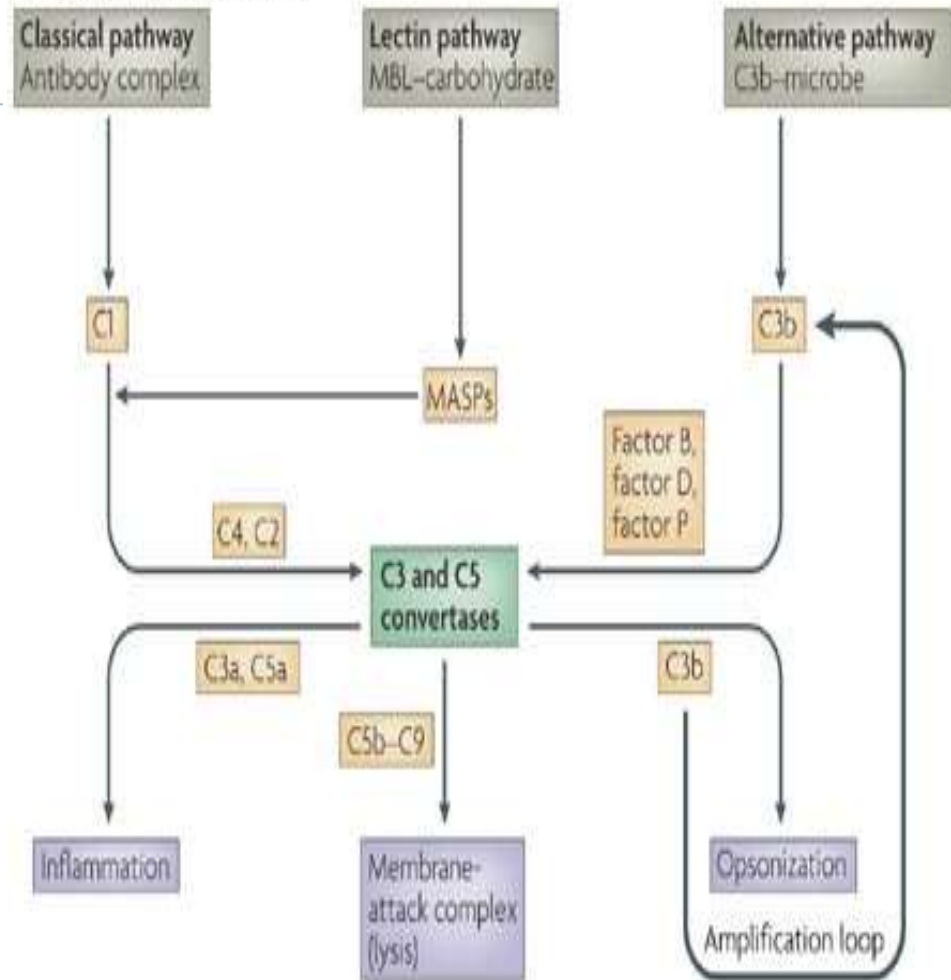 Classical pathway
Antibody complex
Lectin pathway
MBL–carbohydrate
Alternative pathway
C3b–microbe
C1
MASPs
C3b
Factor B,
factor D,
factor P
C4, C2
C3 and C5
convertases
C3a, C5a
C3b
C5b–C9
Inflammation
Membrane-
attack complex
(lysis)
Opsonization
Amplification loop